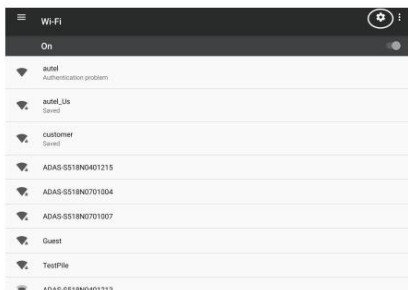 Wi-Fi
On
autel
Authentication problem
autel_Us
Saved
customer
Saved
ADAS-S518N0401215
ADAS-S518N0701004
ADAS-S518N0701007
Guest
TestPile